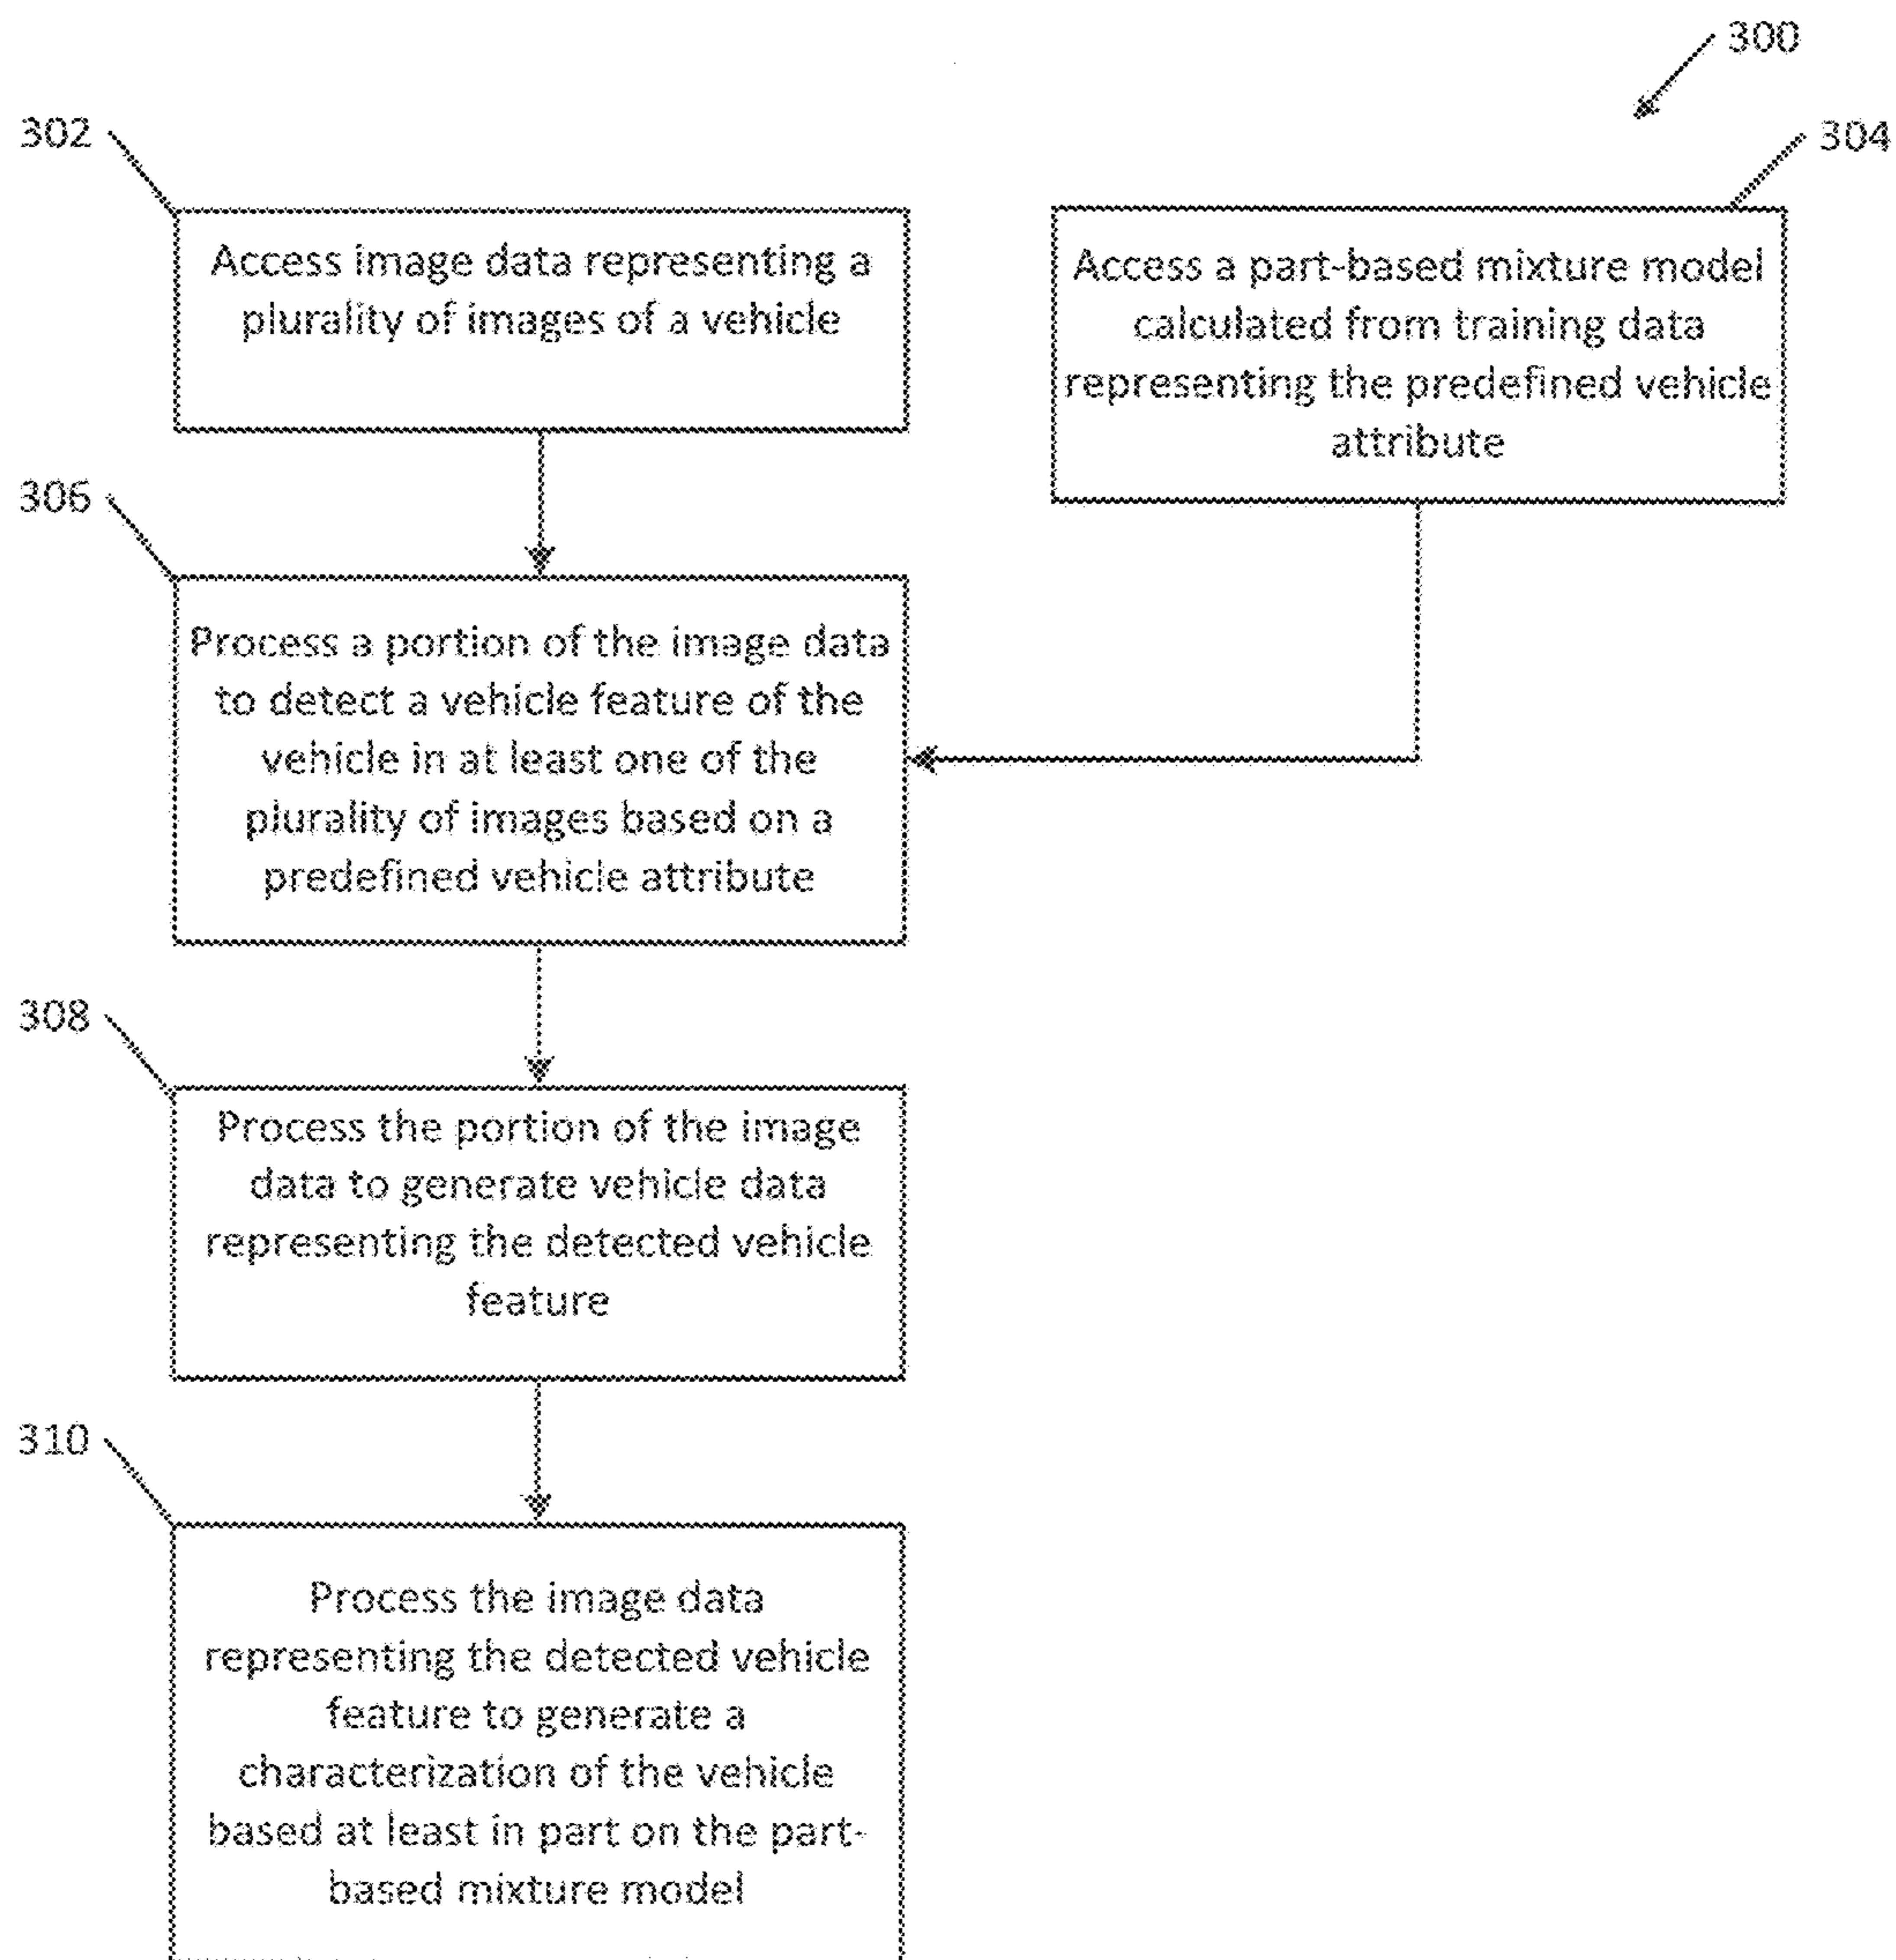 300
302
304
Access image data representing a
plurality of images of a vehicle
Access a part-based mixture model
calculated from training data
representing the predefined vehicle
attribute
306
Process a portion of the image data
to detect a vehicle feature of the
vehicle in at least one of the
plurality of images based on a
predefined vehicle attribute
308
Process the portion of the image
data to generate vehicle data
representing the detected vehicle
feature
310
Process the image data
representing the detected vehicle
feature to generate a
characterization of the vehicle
based at least in part on the part-
based mixture model